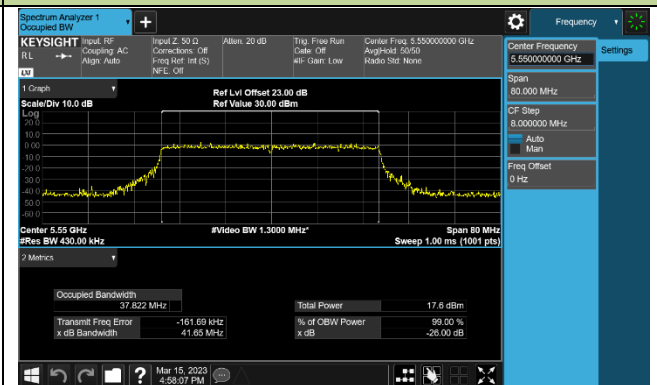 Spectrum Analyzer 1
Occupied BW
+
Frequency
KEYSIGHT
RL
LXI
Input: RF
Coupling: AC
Align: Auto
Input Z: 50 Ω
Corrections: Off
Freq Ref: Int (S)
NFE: Off
Atten: 20 dB
Trig: Free Run
Gate: Off
#IF Gain: Low
Center Freq: 5.550000000 GHz
Avg|Hold: 50/50
Radio Std: None
Center Frequency
5.550000000 GHz
Settings
Span
80.000 MHz
CF Step
8.000000 MHz
Auto
Man
Freq Offset
0 Hz
1 Graph
Scale/Div 10.0 dB
Ref Lvl Offset 23.00 dB
Ref Value 30.00 dBm
Log
20.0
10.0
0.00
-10.0
-20.0
-30.0
-40.0
-50.0
-60.0
Center 5.55 GHz
#Res BW 430.00 kHz
#Video BW 1.3000 MHz*
Span 80 MHz
Sweep 1.00 ms (1001 pts)
2 Metrics
Occupied Bandwidth
37.822 MHz
Total Power 17.6 dBm
Transmit Freq Error -161.69 kHz
% of OBW Power 99.00 %
x dB Bandwidth 41.65 MHz
x dB -26.00 dB
?
Mar 15, 2023
4:58:07 PM